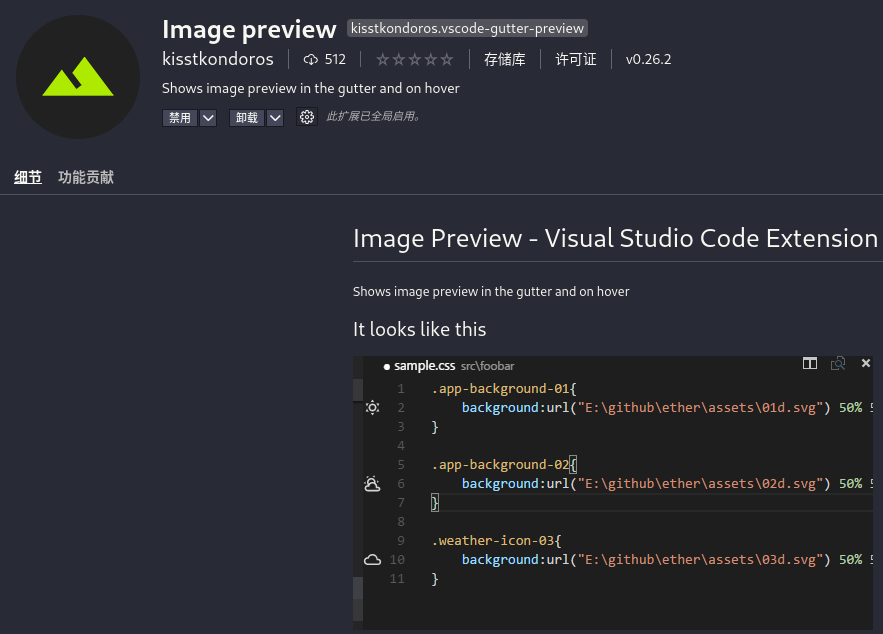 Image preview kisstkondoros.vscode-gutter-preview
kisstkondoros 512 存储库 许可证 v0.26.2
Shows image preview in the gutter and on hover
禁用 卸载 此扩展已全局启用。
细节 功能贡献
Image Preview - Visual Studio Code Extension
Shows image preview in the gutter and on hover
It looks like this
sample.css src\foobar
1 .app-background-01{
2 background:url("E:\github\ether\assets\01d.svg") 50% 5
3 }
4
5 .app-background-02{
6 background:url("E:\github\ether\assets\02d.svg") 50% 5
7 }
8
9 .weather-icon-03{
10 background:url("E:\github\ether\assets\03d.svg") 50% 5
11 }